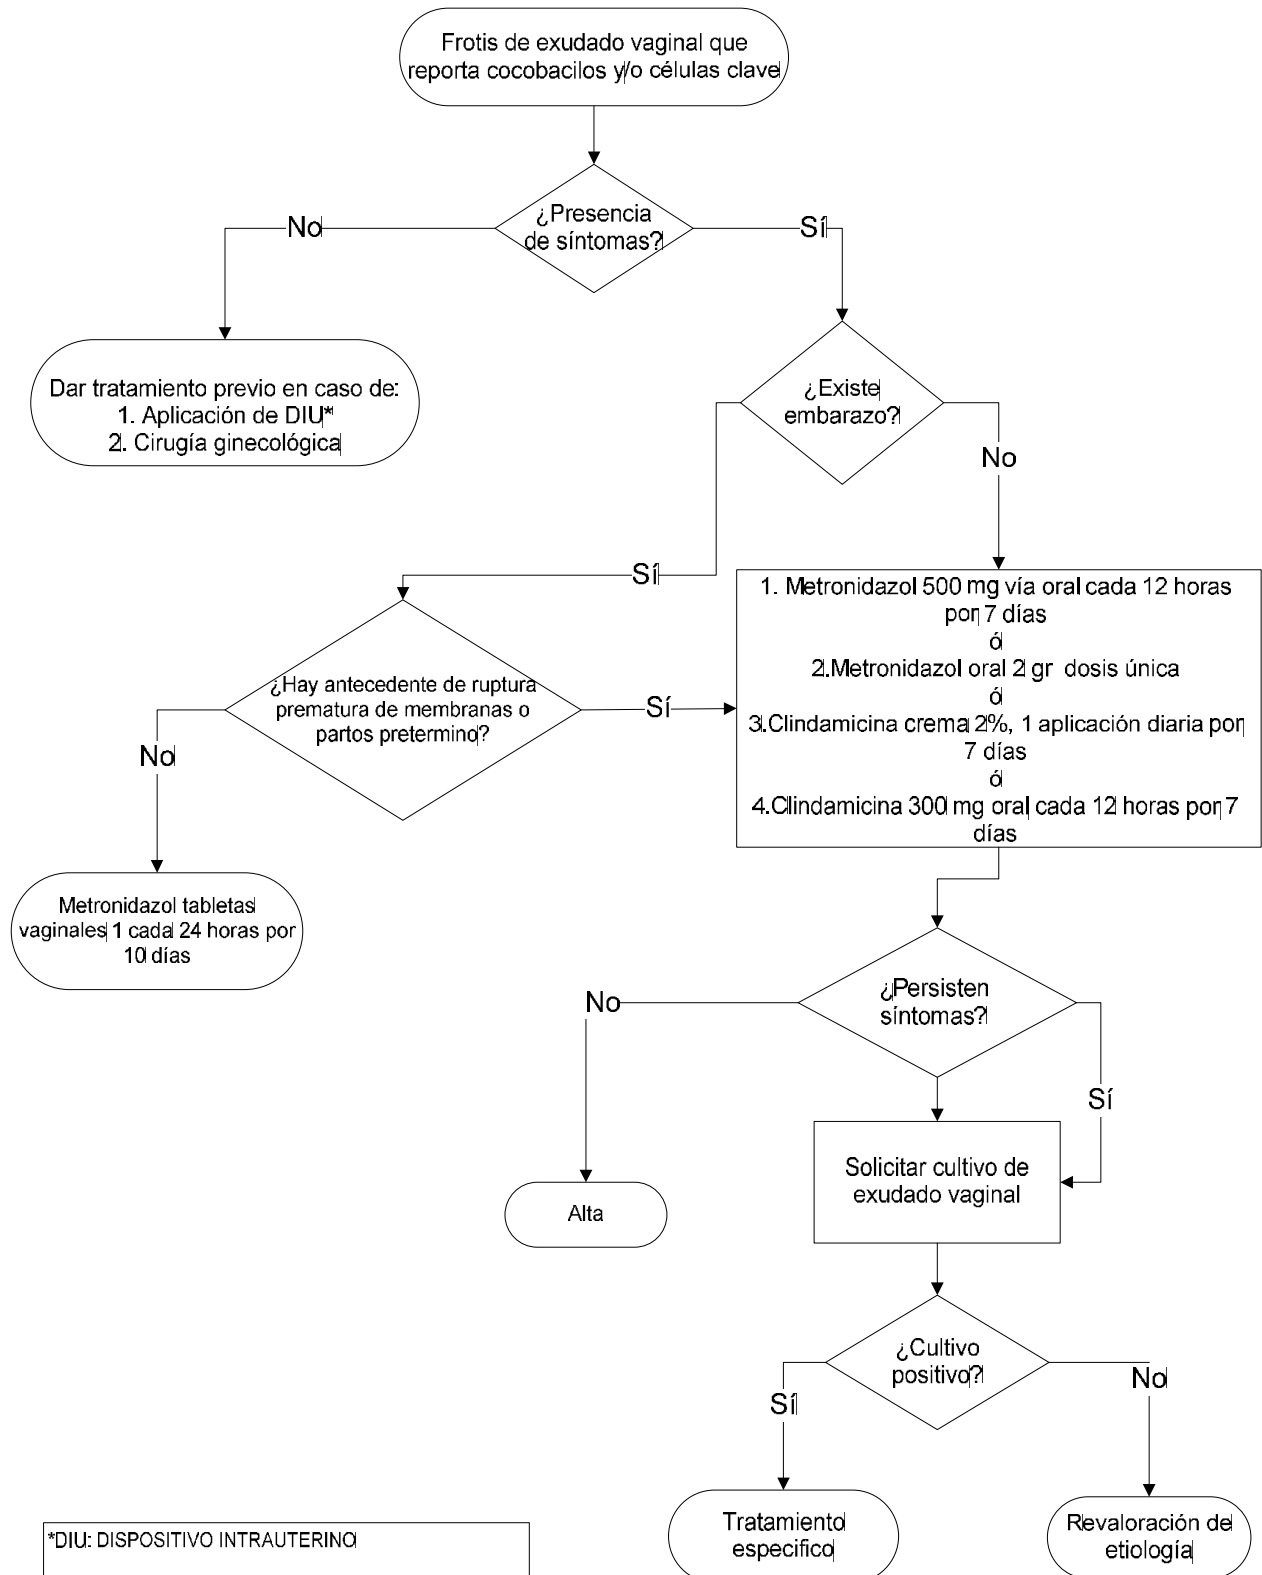 Frotis de exudado vaginal que
reporta cocobacilos y/o células clave
¿Presencia
de síntomas?
No
Sí
Dar tratamiento previo en caso de:
1. Aplicación de DIU*
2. Cirugía ginecológica
¿Existe
embarazo?
No
Sí
1. Metronidazol 500 mg vía oral cada 12 horas
por 7 días
ó
2.Metronidazol oral 2 gr dosis única
ó
3.Clindamicina crema 2%, 1 aplicación diaria por
7 días
ó
4.Clindamicina 300 mg oral cada 12 horas por 7
días
¿Hay antecedente de ruptura
prematura de membranas o
partos pretermino?
Sí
No
Metronidazol tabletas
vaginales 1 cada 24 horas por
10 días
¿Persisten
síntomas?
No
Sí
Solicitar cultivo de
exudado vaginal
Alta
¿Cultivo
positivo?
Sí
No
Tratamiento
especifico
Revaloración de
etiología
*DIU: DISPOSITIVO INTRAUTERINO